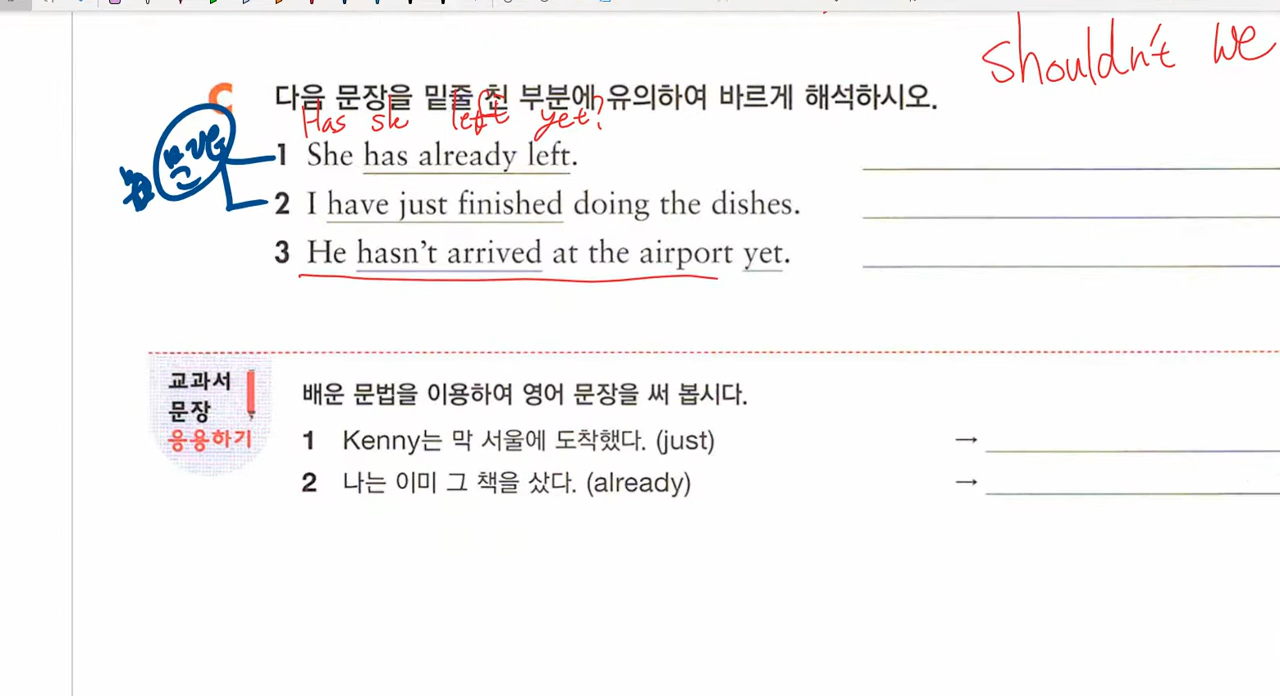 shouldn't we
C 다음 문장을 밑줄 친 부분에 유의하여 바르게 해석하시오.
Has she left yet?
1 She has already left.
2 I have just finished doing the dishes.
3 He hasn't arrived at the airport yet.
교과서
문장
응용하기
배운 문법을 이용하여 영어 문장을 써 봅시다.
1 Kenny는 막 서울에 도착했다. (just) →
2 나는 이미 그 책을 샀다. (already) →